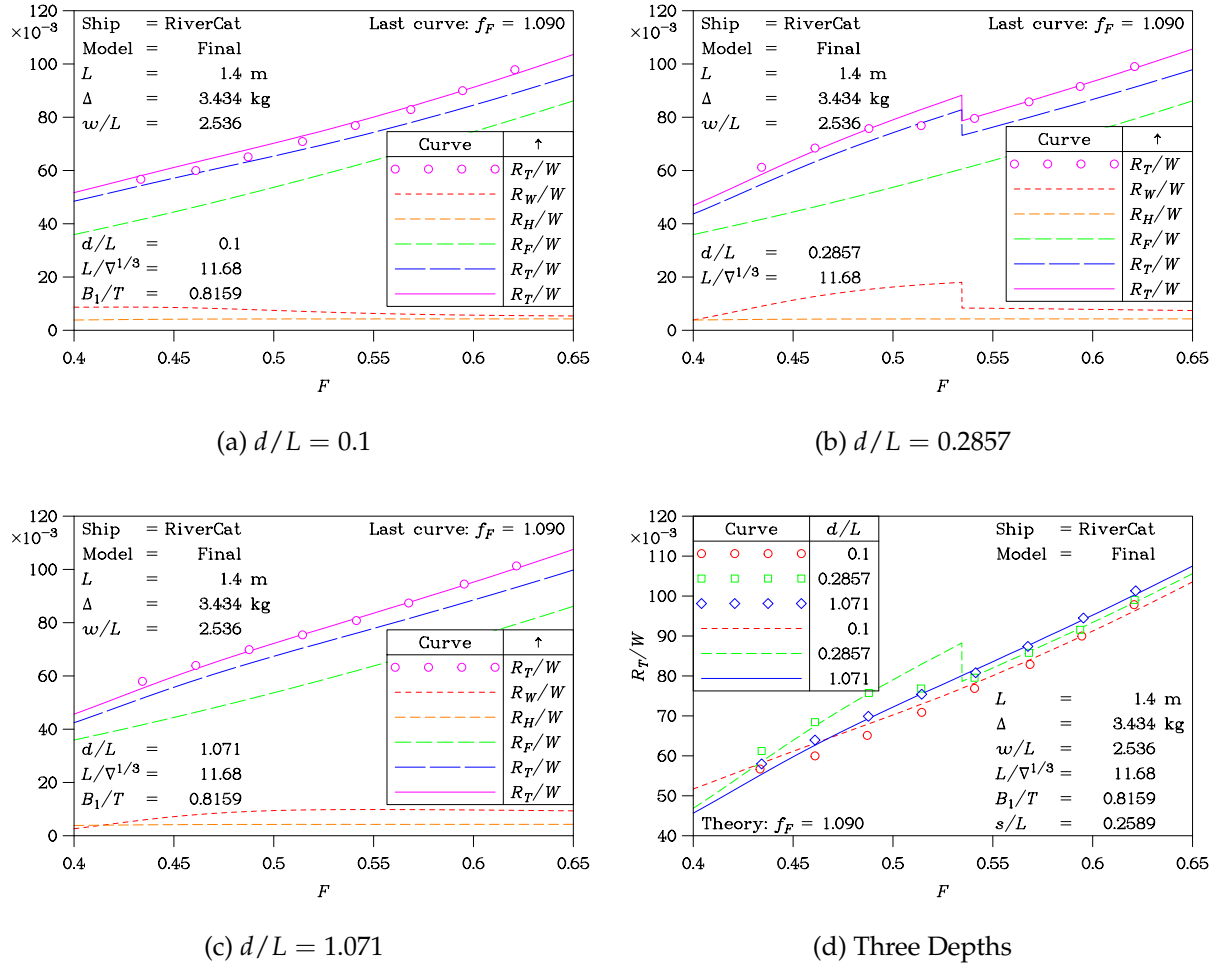 120
×10⁻³
100
80
60
40
20
0
Ship = RiverCat
Last curve: f_F = 1.090
Model = Final
L = 1.4 m
Δ = 3.434 kg
w/L = 2.536
Curve ↑
R_T/W
R_W/W
R_H/W
R_F/W
R_T/W
R_T/W
d/L = 0.1
L/∇^1/3 = 11.68
B_1/T = 0.8159
0.4 0.45 0.5 0.55 0.6 0.65
F
(a) d/L = 0.1
120
×10⁻³
100
80
60
40
20
0
Ship = RiverCat
Last curve: f_F = 1.090
Model = Final
L = 1.4 m
Δ = 3.434 kg
w/L = 2.536
Curve ↑
R_T/W
R_W/W
R_H/W
R_F/W
R_T/W
R_T/W
d/L = 0.2857
L/∇^1/3 = 11.68
0.4 0.45 0.5 0.55 0.6 0.65
F
(b) d/L = 0.2857
120
×10⁻³
100
80
60
40
20
0
Ship = RiverCat
Last curve: f_F = 1.090
Model = Final
L = 1.4 m
Δ = 3.434 kg
w/L = 2.536
Curve ↑
R_T/W
R_W/W
R_H/W
R_F/W
R_T/W
R_T/W
d/L = 1.071
L/∇^1/3 = 11.68
B_1/T = 0.8159
0.4 0.45 0.5 0.55 0.6 0.65
F
(c) d/L = 1.071
120
×10⁻³
110
100
90
80
70
60
50
40
R_T/W
Curve d/L
0.1
0.2857
1.071
0.1
0.2857
1.071
Ship = RiverCat
Model = Final
L = 1.4 m
Δ = 3.434 kg
w/L = 2.536
L/∇^1/3 = 11.68
B_1/T = 0.8159
s/L = 0.2589
Theory: f_F = 1.090
0.4 0.45 0.5 0.55 0.6 0.65
F
(d) Three Depths